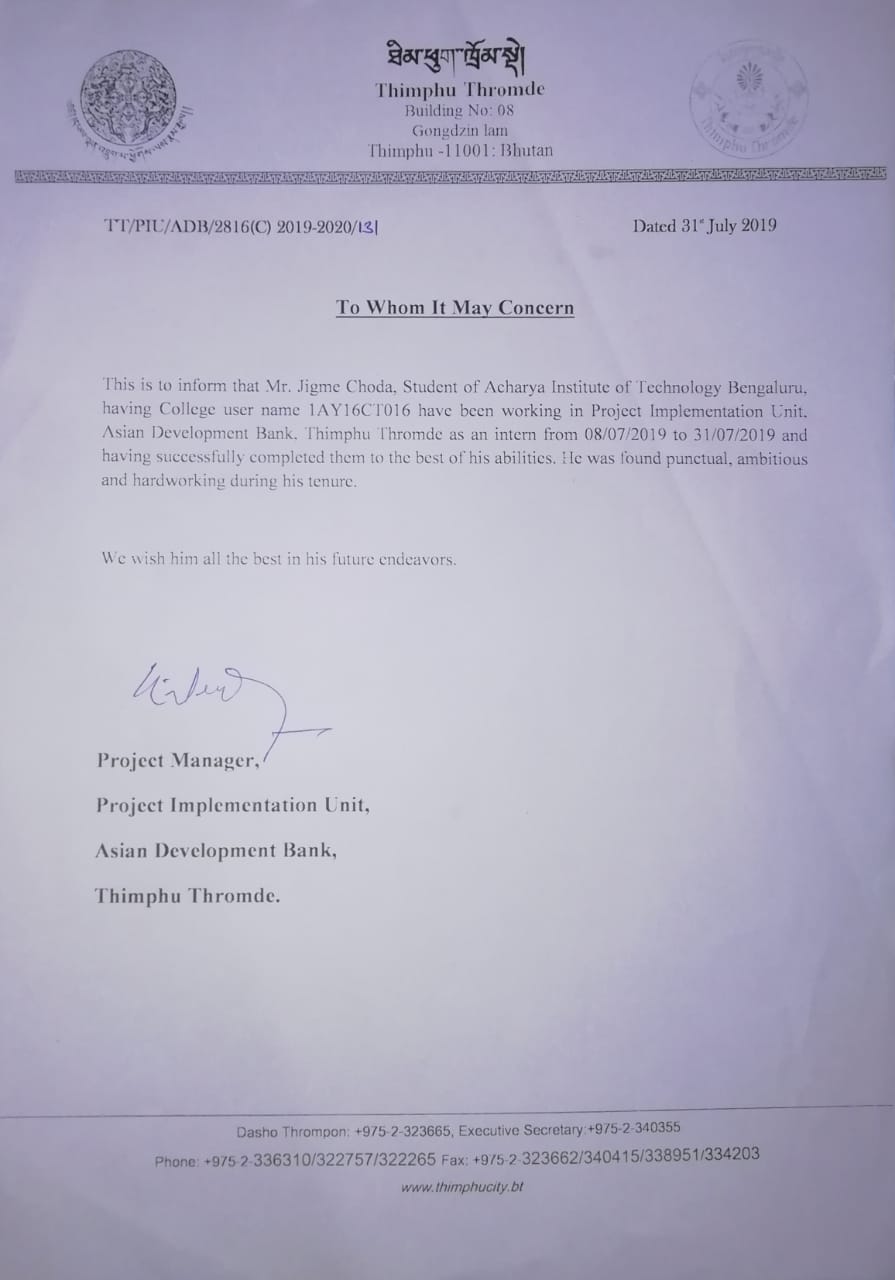 ཐིམ་ཕུག་ཁྲོམ་སྡེ།
Thimphu Thromde
Building No: 08
Gongdzin lam
Thimphu -11001: Bhutan
Thimphu Thromde
TT/PIU/ADB/2816(C) 2019-2020/131
Dated 31st July 2019
To Whom It May Concern
This is to inform that Mr. Jigme Choda, Student of Acharya Institute of Technology Bengaluru,
having College user name 1AY16CT016 have been working in Project Implementation Unit,
Asian Development Bank, Thimphu Thromde as an intern from 08/07/2019 to 31/07/2019 and
having successfully completed them to the best of his abilities. He was found punctual, ambitious
and hardworking during his tenure.
We wish him all the best in his future endeavors.
Project Manager,
Project Implementation Unit,
Asian Development Bank,
Thimphu Thromde.
Dasho Thrompon: +975-2-323665, Executive Secretary:+975-2-340355
Phone: +975-2-336310/322757/322265 Fax: +975-2-323662/340415/338951/334203
www.thimphucity.bt